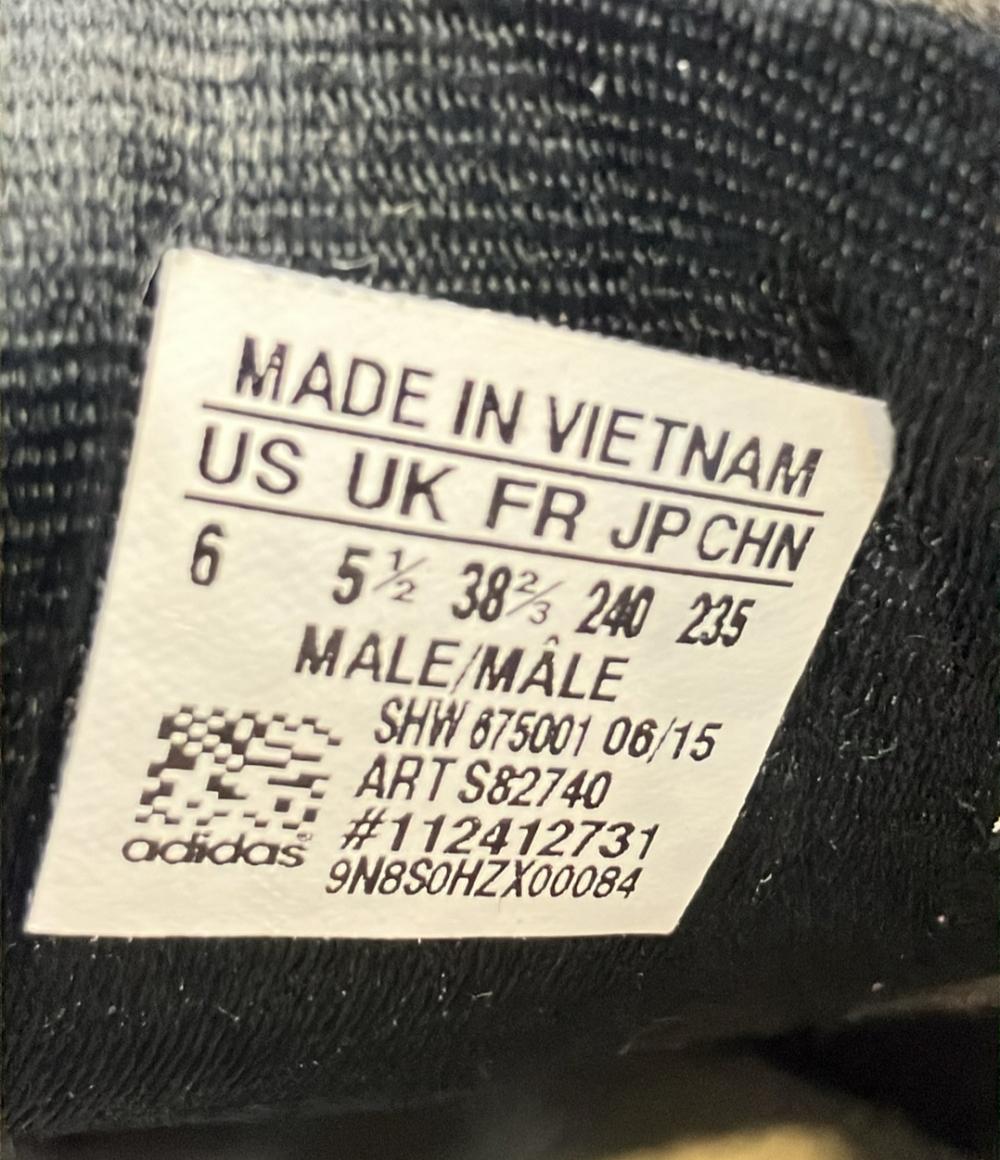 MADE IN VIETNAM
US UK FR JP CHN
6 5½ 38⅔ 240 235
MALE/MÂLE
SHW 675001 06/15
ART S82740
#112412731
adidas®
9N8S0HZX00084